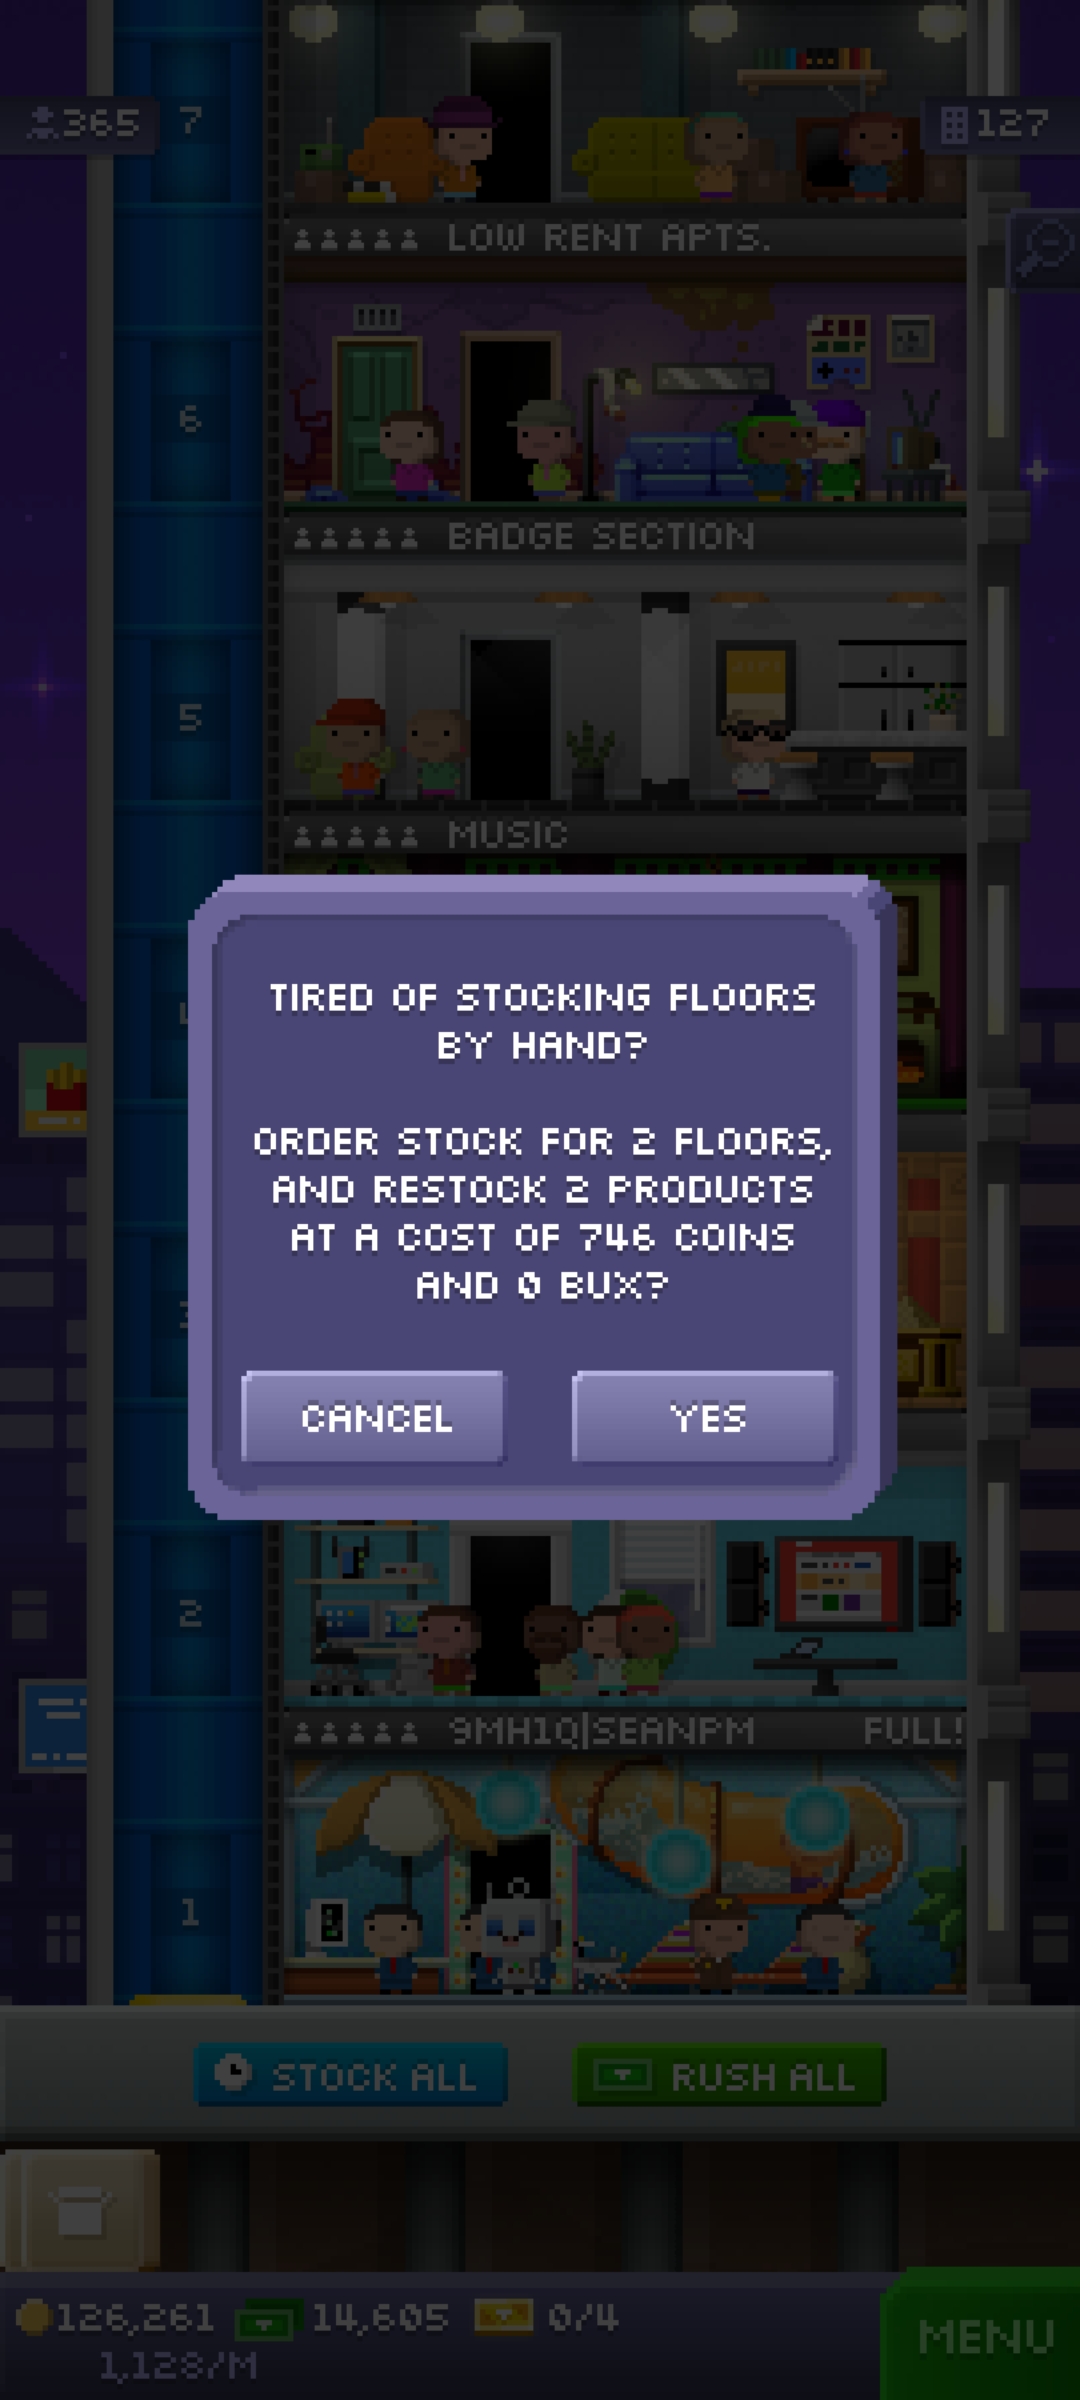 365
7
127
LOW RENT APTS.
6
BADGE SECTION
5
MUSIC
TIRED OF STOCKING FLOORS
BY HAND?
ORDER STOCK FOR 2 FLOORS,
AND RESTOCK 2 PRODUCTS
AT A COST OF 746 COINS
AND 0 BUX?
CANCEL
YES
2
9MH1Q|SEANPM
FULL!
1
STOCK ALL
RUSH ALL
126,261
14,605
0/4
1,128/M
MENU